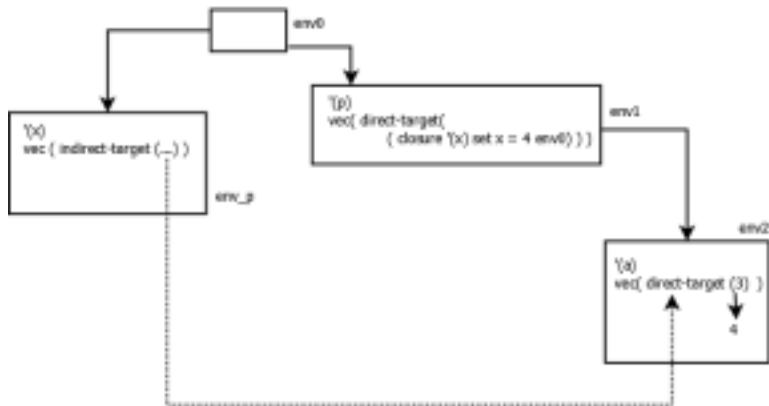 env0
'(x)
vec ( indirect-target (...) )
env_p
'(p)
vec( direct-target(
( closure '(x) set x = 4 env0) ) )
env1
env2
'(a)
vec( direct-target (3) )
4